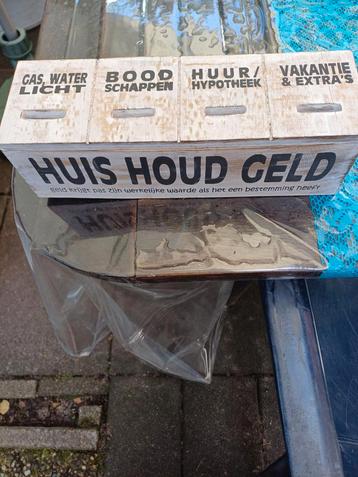 GAS, WATER
LICHT
BOOD
SCHAPPEN
HUUR/
HYPOTHEEK
VAKANTIE
& EXTRA'S
HUIS HOUD GELD
geld krijgt pas zijn werkelijke waarde als het een bestemming heeft